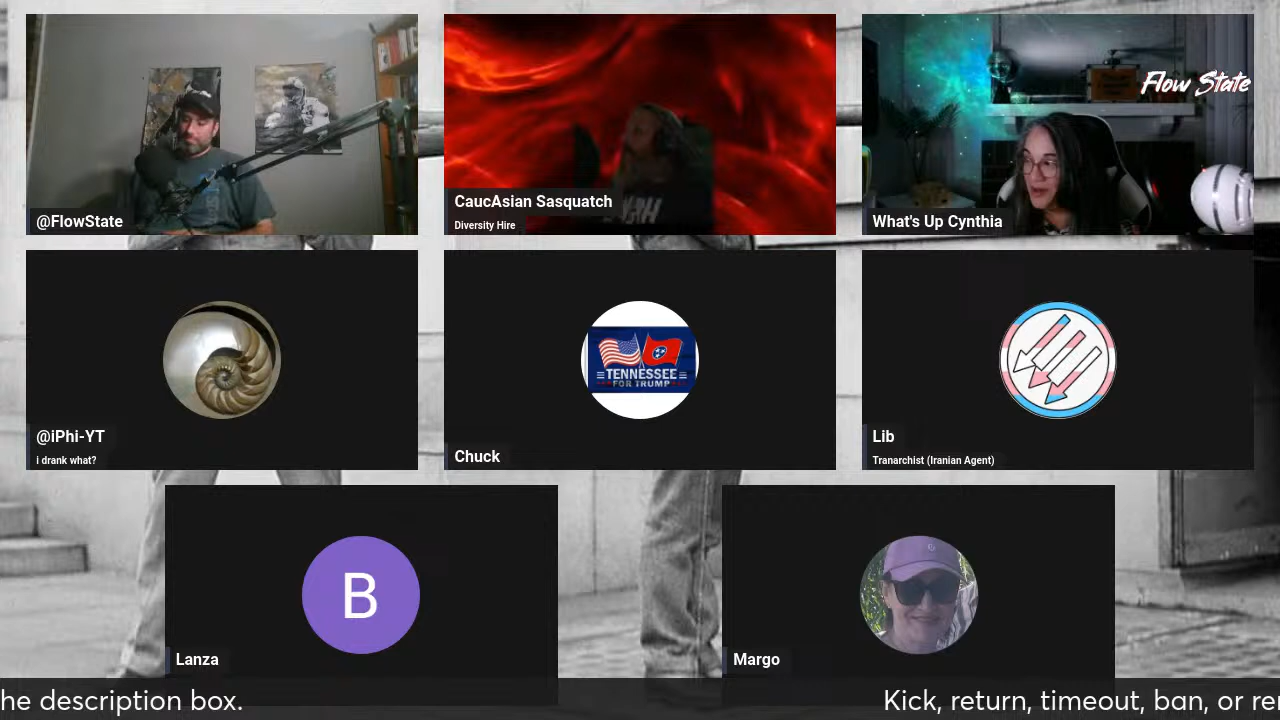 Flow State
@FlowState
CaucAsian Sasquatch
Diversity Hire
What's Up Cynthia
TENNESSEE
FOR TRUMP
@iPhi-YT
i drank what?
Chuck
Lib
Tranarchist (Iranian Agent)
B
Lanza
Margo
he description box.
Kick, return, timeout, ban, or re